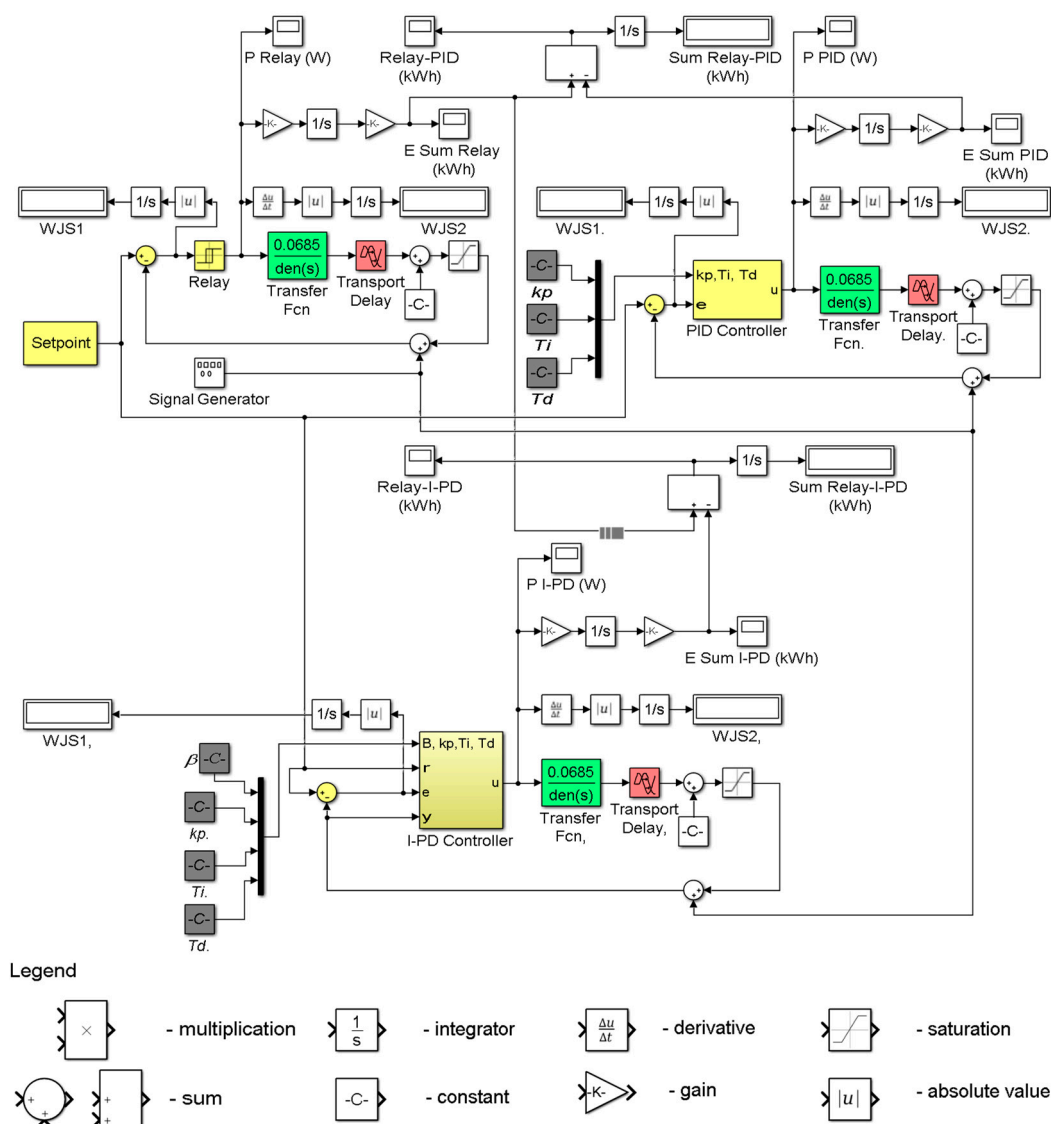 P Relay (W)
Relay-PID
(kWh)
1/s
Sum Relay-PID
(kWh)
P PID (W)
+ -
-K-
1/s
-K-
E Sum Relay
(kWh)
-K-
1/s
-K-
E Sum PID
(kWh)
WJS1
1/s
|u|
Δu
Δt
|u|
1/s
WJS2
WJS1.
1/s
|u|
Δu
Δt
|u|
1/s
WJS2.
+ -
Relay
0.0685
den(s)
Transfer
Fcn
Transport
Delay
+ +
-C-
-C-
kp
-C-
Ti
-C-
Td
+ -
kp,Ti, Td
e
u
PID Controller
0.0685
den(s)
Transfer
Fcn.
Transport
Delay.
+ +
-C-
Setpoint
+ +
Signal Generator
+ +
Relay-I-PD
(kWh)
1/s
Sum Relay-I-PD
(kWh)
+ -
P I-PD (W)
-K-
1/s
-K-
E Sum I-PD (kWh)
WJS1,
1/s
|u|
Δu
Δt
|u|
1/s
WJS2,
β -C-
-C-
kp.
-C-
Ti.
-C-
Td.
+ -
B, kp,Ti, Td
r
e
y
u
I-PD Controller
0.0685
den(s)
Transfer
Fcn,
Transport
Delay,
+ +
-C-
+ +
Legend
×
- multiplication
1
s
- integrator
Δu
Δt
- derivative
- saturation
+ +
+
+
- sum
-C-
- constant
-K-
- gain
|u|
- absolute value